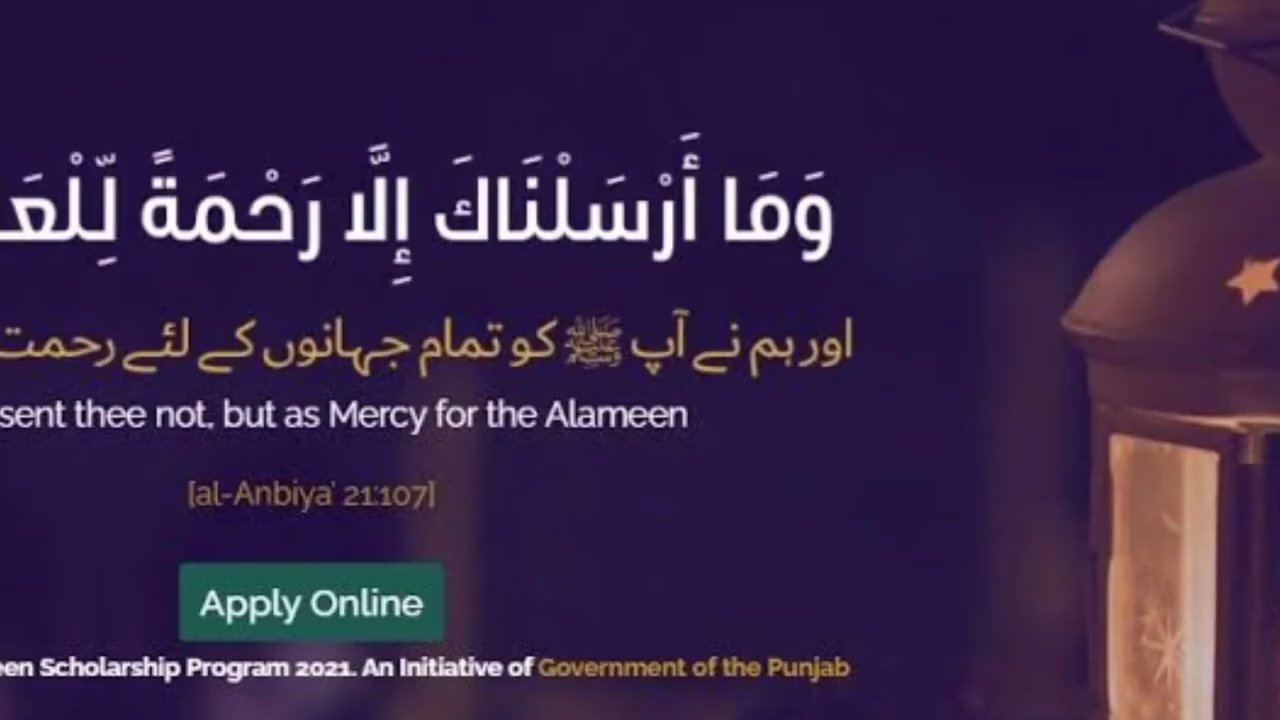 وَمَا أَرْسَلْنَاكَ إِلَّا رَحْمَةً
اور ہم نے آپ ﷺ کو تمام جہانوں کے لئے رحمت
sent thee not, but as Mercy for the Alameen
[al-Anbiya' 21:107]
Apply Online
Scholarship Program 2021. An Initiative of Government of the Punjab